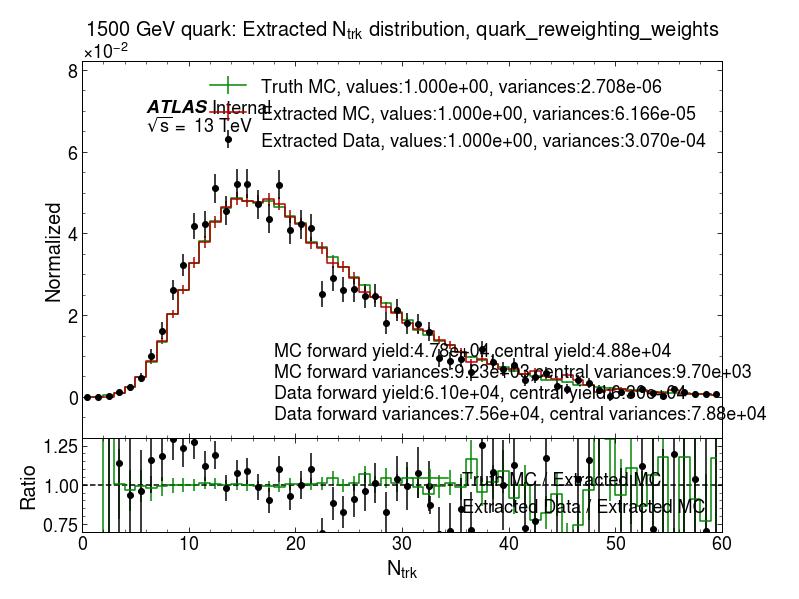 1500 GeV quark: Extracted Ntrk distribution, quark_reweighting_weights
×10−2
Truth MC, values:1.000e+00, variances:2.708e-06
ATLAS Internal
Extracted MC, values:1.000e+00, variances:6.166e-05
√s = 13 TeV
Extracted Data, values:1.000e+00, variances:3.070e-04
8
6
4
2
0
Normalized
MC forward yield:4.78e+04, central yield:4.88e+04
MC forward variances:9.23e+03, central variances:9.70e+03
Data forward yield:6.10e+04, central yield:
Data forward variances:7.56e+04, central variances:7.88e+04
1.25
1.00
0.75
Ratio
Truth MC / Extracted MC
Extracted Data / Extracted MC
0 10 20 30 40 50 60
Ntrk